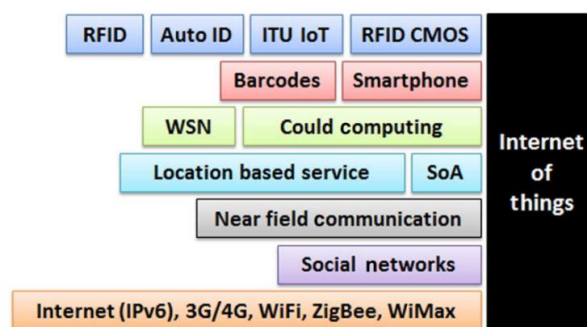 RFID Auto ID ITU IoT RFID CMOS
Barcodes Smartphone
WSN Could computing
Location based service SoA
Near field communication
Social networks
Internet (IPv6), 3G/4G, WiFi, ZigBee, WiMax
Internet
of
things